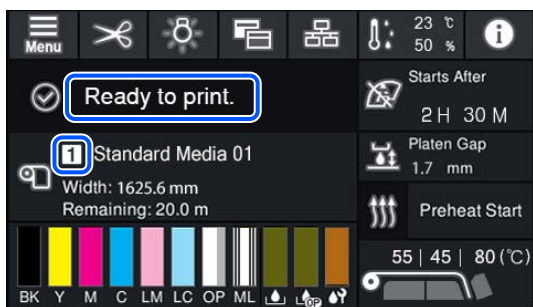 Menu
23 ℃
50 %
i
Ready to print.
Starts After
2 H 30 M
1 Standard Media 01
Width: 1625.6 mm
Remaining: 20.0 m
Platen Gap
1.7 mm
Preheat Start
55 | 45 | 80 (℃)
BK Y M C LM LC OP ML OP